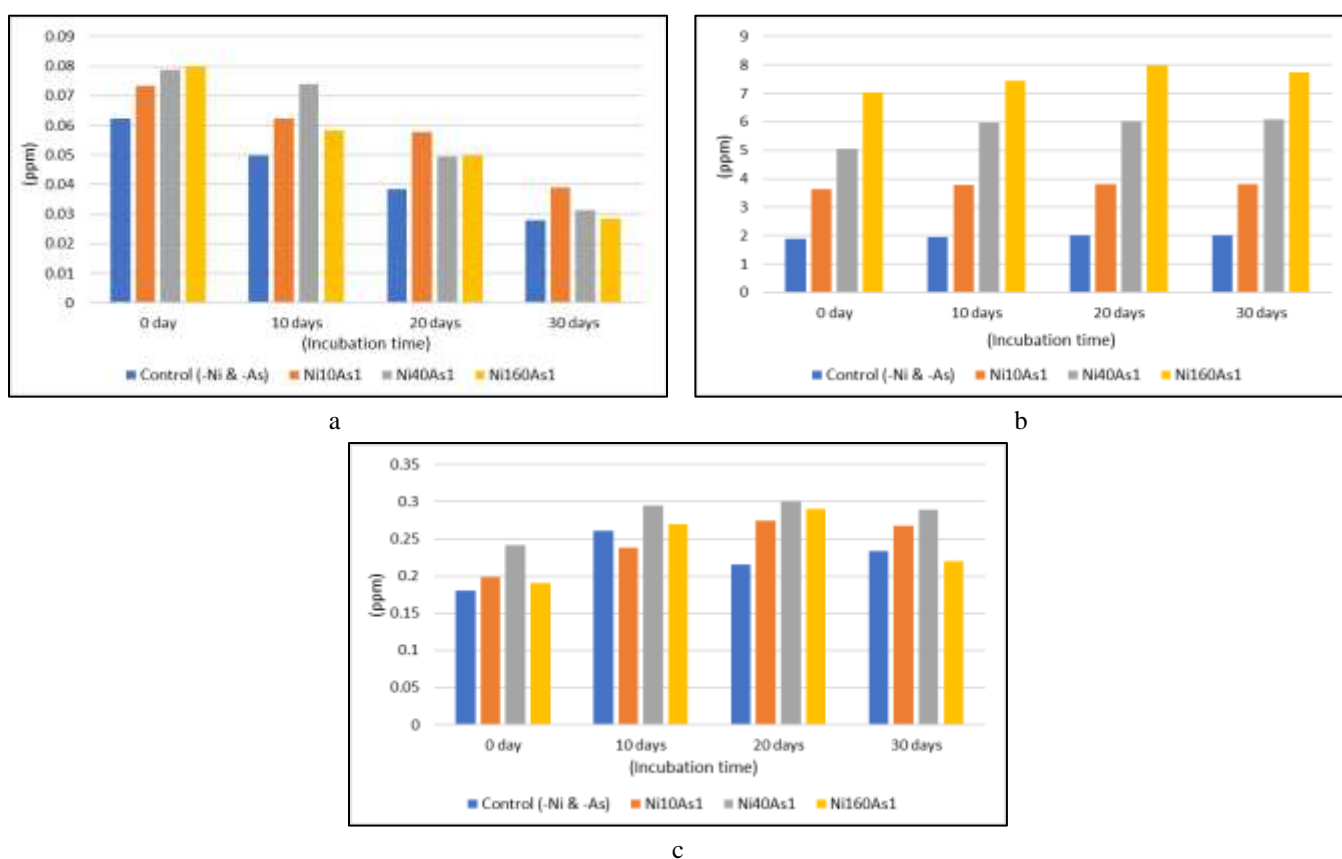 0.09
0.08
0.07
0.06
0.05
0.04
0.03
0.02
0.01
0
(ppm)
0 day 10 days 20 days 30 days
(Incubation time)
Control (-Ni & -As) Ni10As1 Ni40As1 Ni160As1
a
9
8
7
6
5
4
3
2
1
0
(ppm)
0 day 10 days 20 days 30 days
(Incubation time)
Control (-Ni & -As) Ni10As1 Ni40As1 Ni160As1
b
0.35
0.3
0.25
0.2
0.15
0.1
0.05
0
(ppm)
0 day 10 days 20 days 30 days
(Incubation time)
Control (-Ni & -As) Ni10As1 Ni40As1 Ni160As1
c